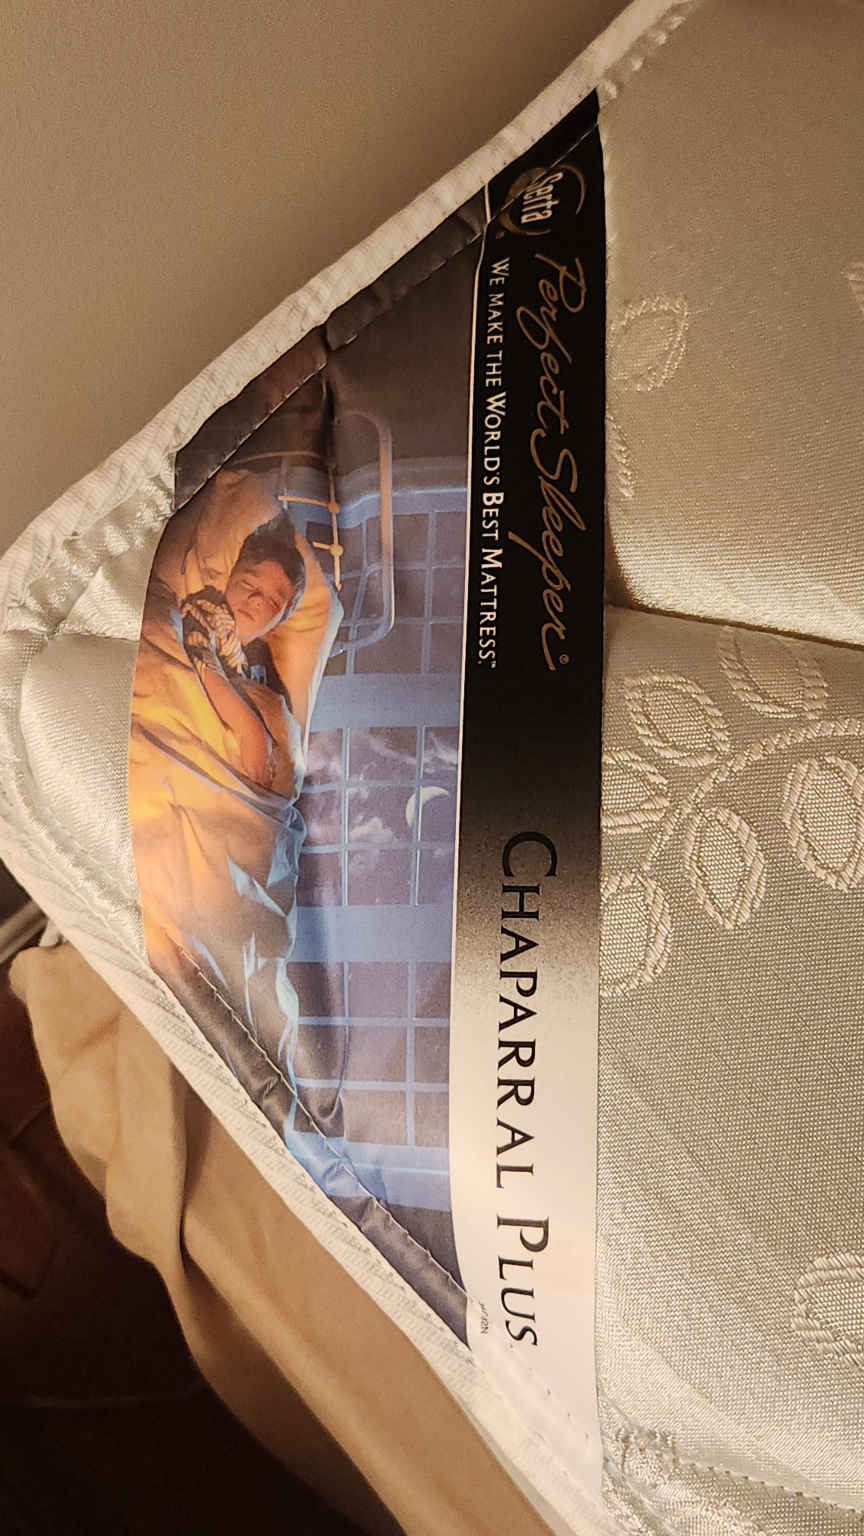 Serta®
Perfect Sleeper®
WE MAKE THE WORLD'S BEST MATTRESS.™
CHAPARRAL PLUS